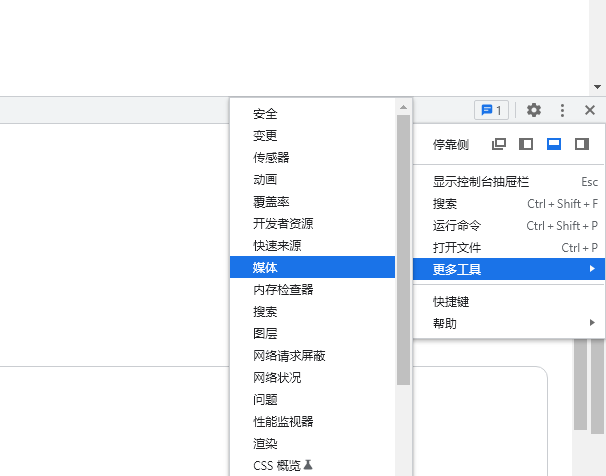 1
停靠侧
显示控制台抽屉栏 Esc
搜索 Ctrl + Shift + F
运行命令 Ctrl + Shift + P
打开文件 Ctrl + P
更多工具
快捷键
帮助
安全
变更
传感器
动画
覆盖率
开发者资源
快速来源
媒体
内存检查器
搜索
图层
网络请求屏蔽
网络状况
问题
性能监视器
渲染
CSS 概览